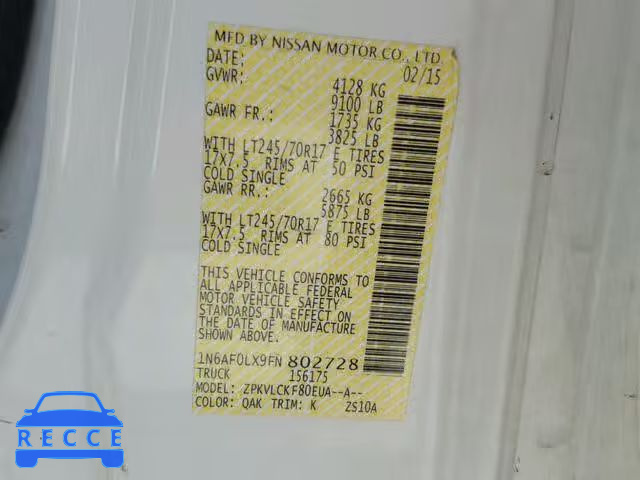 MFD BY NISSAN MOTOR CO., LTD.
DATE: 02/15
GVWR: 4128 KG
9100 LB
GAWR FR.: 1735 KG
3825 LB
WITH LT245/70R17 E TIRES
17X7.5 RIMS AT 50 PSI
COLD SINGLE
GAWR RR.: 2665 KG
5875 LB
WITH LT245/70R17 E TIRES
17X7.5 RIMS AT 80 PSI
COLD SINGLE
THIS VEHICLE CONFORMS TO
ALL APPLICABLE FEDERAL
MOTOR VEHICLE SAFETY
STANDARDS IN EFFECT ON
THE DATE OF MANUFACTURE
SHOWN ABOVE.
1N6AF0LX9FN 802728
TRUCK 156175
MODEL: ZPKVLCKF80EUA--A--
COLOR: QAK TRIM: K ZS10A
RECCE